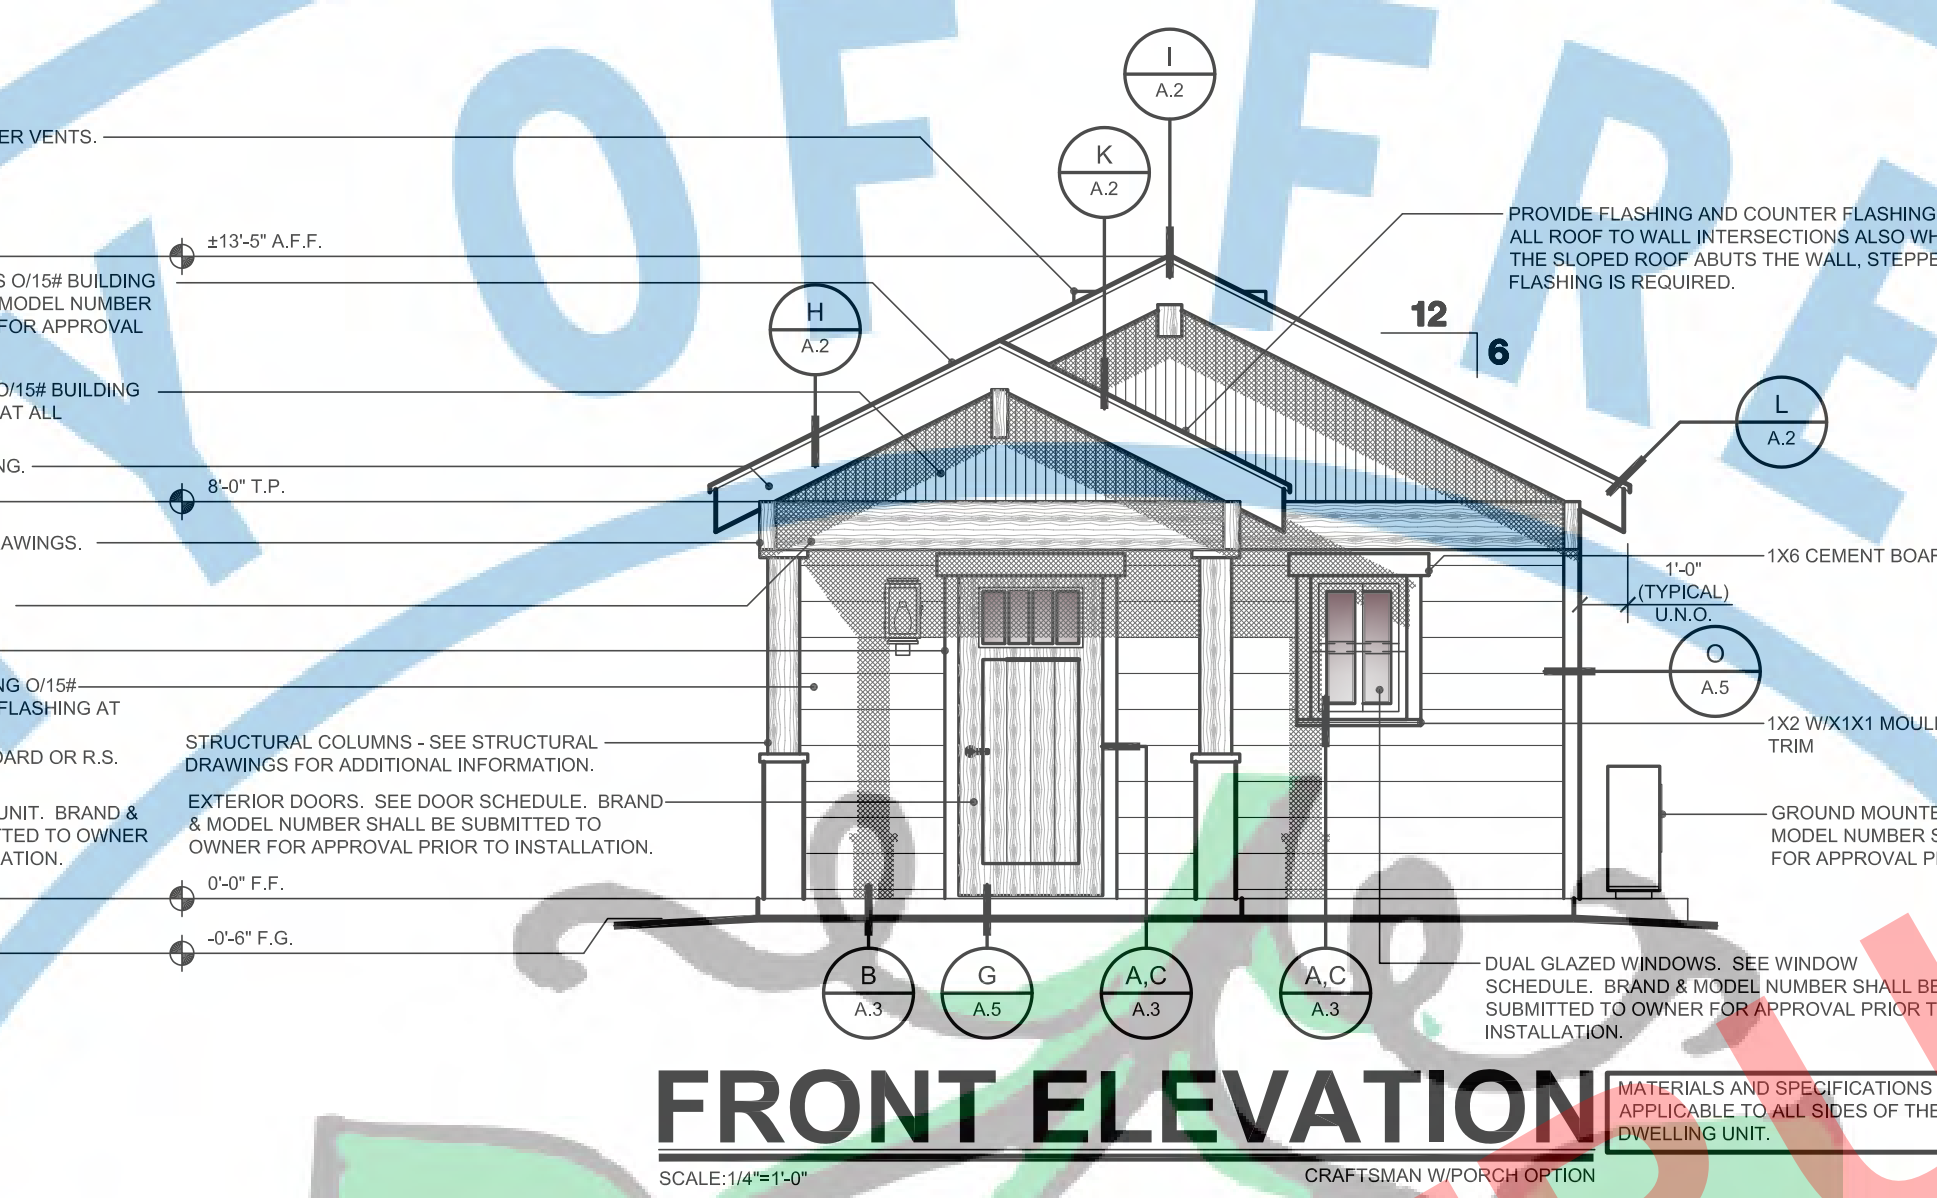 Y OF FRE
ER VENTS.
±13'-5" A.F.F.
S O/15# BUILDING
MODEL NUMBER
FOR APPROVAL
O/15# BUILDING
AT ALL
NG.
8'-0" T.P.
AWINGS.
NG O/15#
FLASHING AT
OARD OR R.S.
UNIT. BRAND &
TTED TO OWNER
ATION.
STRUCTURAL COLUMNS - SEE STRUCTURAL
DRAWINGS FOR ADDITIONAL INFORMATION.
EXTERIOR DOORS. SEE DOOR SCHEDULE. BRAND
& MODEL NUMBER SHALL BE SUBMITTED TO
OWNER FOR APPROVAL PRIOR TO INSTALLATION.
0'-0" F.F.
-0'-6" F.G.
I
A.2
K
A.2
H
A.2
PROVIDE FLASHING AND COUNTER FLASHING
ALL ROOF TO WALL INTERSECTIONS ALSO WH
THE SLOPED ROOF ABUTS THE WALL, STEPPE
FLASHING IS REQUIRED.
12
6
L
A.2
1X6 CEMENT BOAR
1'-0"
(TYPICAL)
U.N.O.
O
A.5
1X2 W/X1X1 MOULD
TRIM
GROUND MOUNTE
MODEL NUMBER S
FOR APPROVAL P
B
A.3
G
A.5
A,C
A.3
A,C
A.3
DUAL GLAZED WINDOWS. SEE WINDOW
SCHEDULE. BRAND & MODEL NUMBER SHALL BE
SUBMITTED TO OWNER FOR APPROVAL PRIOR T
INSTALLATION.
FRONT ELEVATION
SCALE:1/4"=1'-0"
CRAFTSMAN W/PORCH OPTION
MATERIALS AND SPECIFICATIONS
APPLICABLE TO ALL SIDES OF THE
DWELLING UNIT.
PU